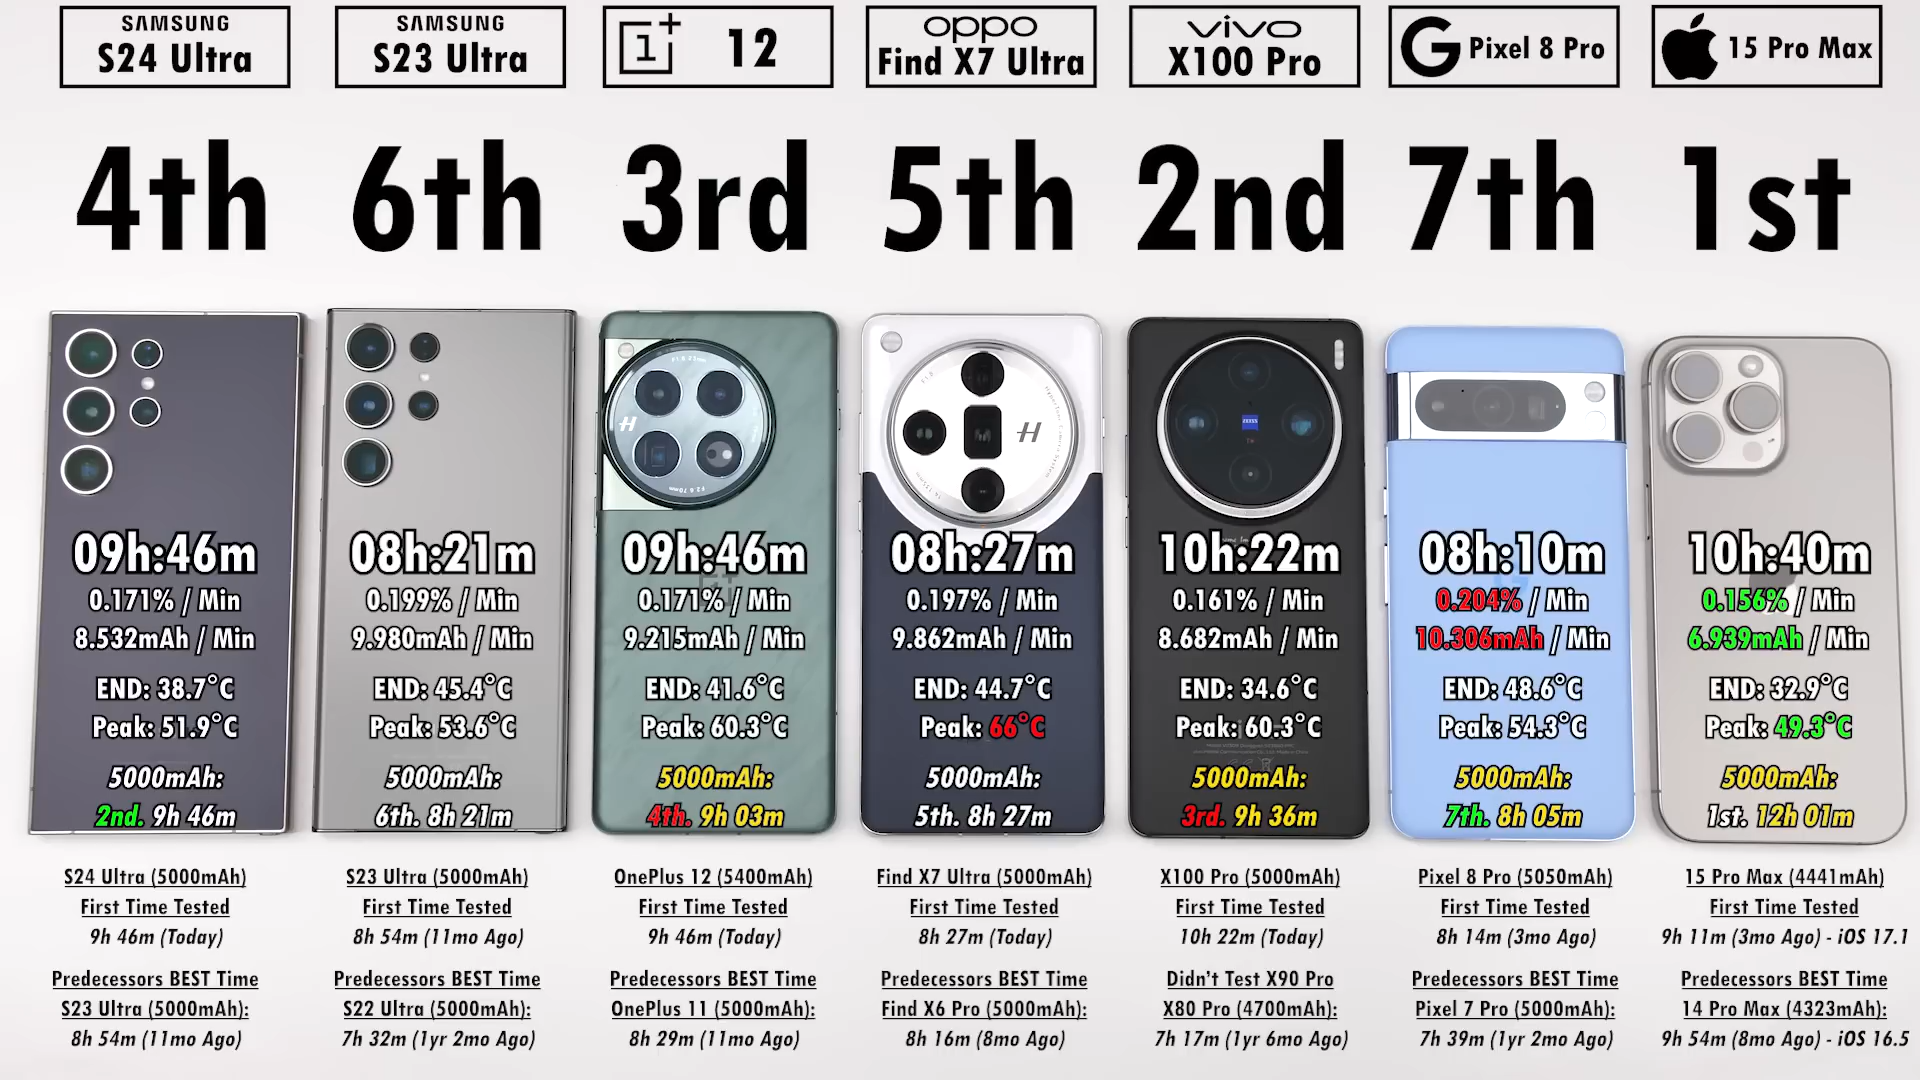 SAMSUNG
S24 Ultra
SAMSUNG
S23 Ultra
1+ 12
oppo
Find X7 Ultra
vivo
X100 Pro
G Pixel 8 Pro
15 Pro Max
4th
6th
3rd
5th
2nd
7th
1st
09h:46m
0.171% / Min
8.532mAh / Min
END: 38.7°C
Peak: 51.9°C
5000mAh:
2nd. 9h 46m
S24 Ultra (5000mAh)
First Time Tested
9h 46m (Today)
Predecessors BEST Time
S23 Ultra (5000mAh):
8h 54m (11mo Ago)
08h:21m
0.199% / Min
9.980mAh / Min
END: 45.4°C
Peak: 53.6°C
5000mAh:
6th. 8h 21m
S23 Ultra (5000mAh)
First Time Tested
8h 54m (11mo Ago)
Predecessors BEST Time
S22 Ultra (5000mAh):
7h 32m (1yr 2mo Ago)
H
09h:46m
0.171% / Min
9.215mAh / Min
END: 41.6°C
Peak: 60.3°C
5000mAh:
4th. 9h 03m
OnePlus 12 (5400mAh)
First Time Tested
9h 46m (Today)
Predecessors BEST Time
OnePlus 11 (5000mAh):
8h 29m (11mo Ago)
H
08h:27m
0.197% / Min
9.862mAh / Min
END: 44.7°C
Peak: 66°C
5000mAh:
5th. 8h 27m
Find X7 Ultra (5000mAh)
First Time Tested
8h 27m (Today)
Predecessors BEST Time
Find X6 Pro (5000mAh):
8h 16m (8mo Ago)
ZEISS
10h:22m
0.161% / Min
8.682mAh / Min
END: 34.6°C
Peak: 60.3°C
5000mAh:
3rd. 9h 36m
X100 Pro (5000mAh)
First Time Tested
10h 22m (Today)
Didn't Test X90 Pro
X80 Pro (4700mAh):
7h 17m (1yr 6mo Ago)
08h:10m
0.204% / Min
10.306mAh / Min
END: 48.6°C
Peak: 54.3°C
5000mAh:
7th. 8h 05m
Pixel 8 Pro (5050mAh)
First Time Tested
8h 14m (3mo Ago)
Predecessors BEST Time
Pixel 7 Pro (5000mAh):
7h 39m (1yr 2mo Ago)
10h:40m
0.156% / Min
6.939mAh / Min
END: 32.9°C
Peak: 49.3°C
5000mAh:
1st. 12h 01m
15 Pro Max (4441mAh)
First Time Tested
9h 11m (3mo Ago) - iOS 17.1
Predecessors BEST Time
14 Pro Max (4323mAh):
9h 54m (8mo Ago) - iOS 16.5